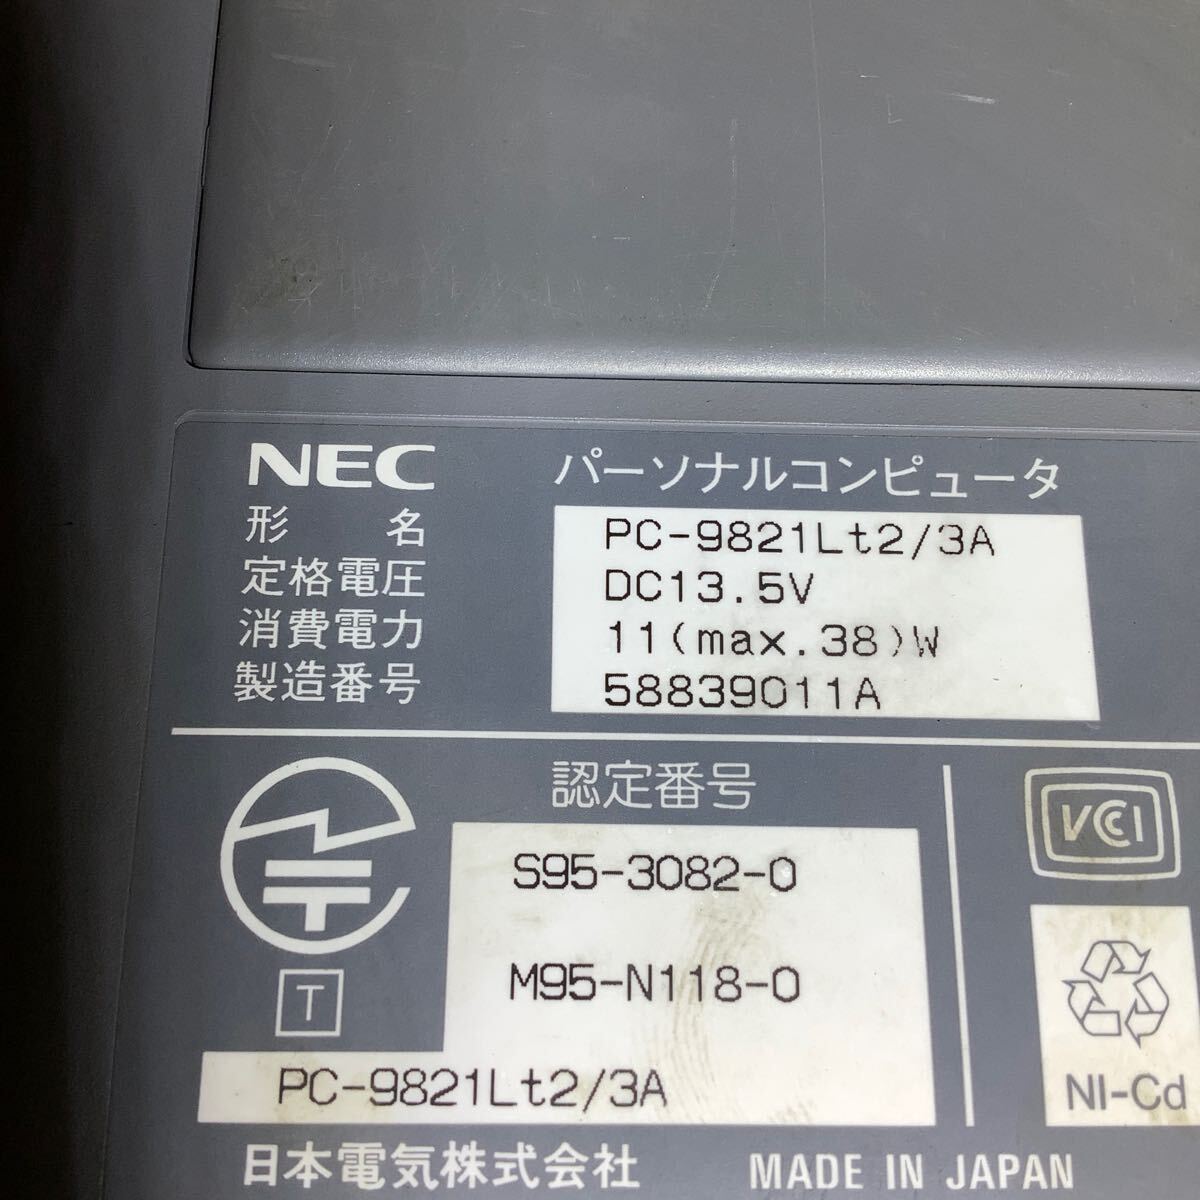 NEC パーソナルコンピュータ
形名 PC-9821Lt2/3A
定格電圧 DC13.5V
消費電力 11(max.38)W
製造番号 58839011A
認定番号
S95-3082-0
M95-N118-0
T
PC-9821Lt2/3A
VCCI
NI-Cd
日本電気株式会社 MADE IN JAPAN